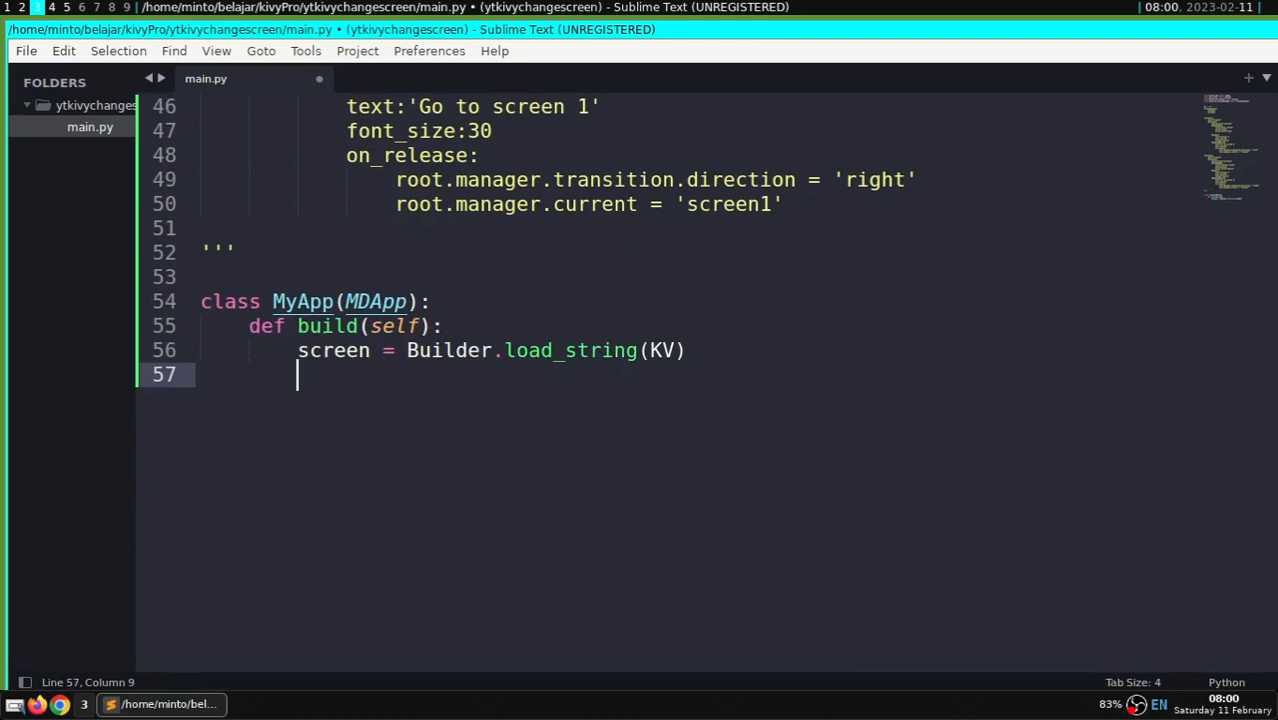 1 2 3 4 5 6 7 8 9 /home/minto/belajar/kivyPro/ytkivychangescreen/main.py • (ytkivychangescreen) - Sublime Text (UNREGISTERED) 08:00, 2023-02-11
/home/minto/belajar/kivyPro/ytkivychangescreen/main.py • (ytkivychangescreen) - Sublime Text (UNREGISTERED)
File Edit Selection Find View Goto Tools Project Preferences Help
FOLDERS
ytkivychanges
main.py
main.py
46 text:'Go to screen 1'
47 font_size:30
48 on_release:
49 root.manager.transition.direction = 'right'
50 root.manager.current = 'screen1'
51
52 '''
53
54 class MyApp(MDApp):
55 def build(self):
56 screen = Builder.load_string(KV)
57
Line 57, Column 9 Tab Size: 4 Python
3 /home/minto/bel... 83% EN 08:00
Saturday 11 February